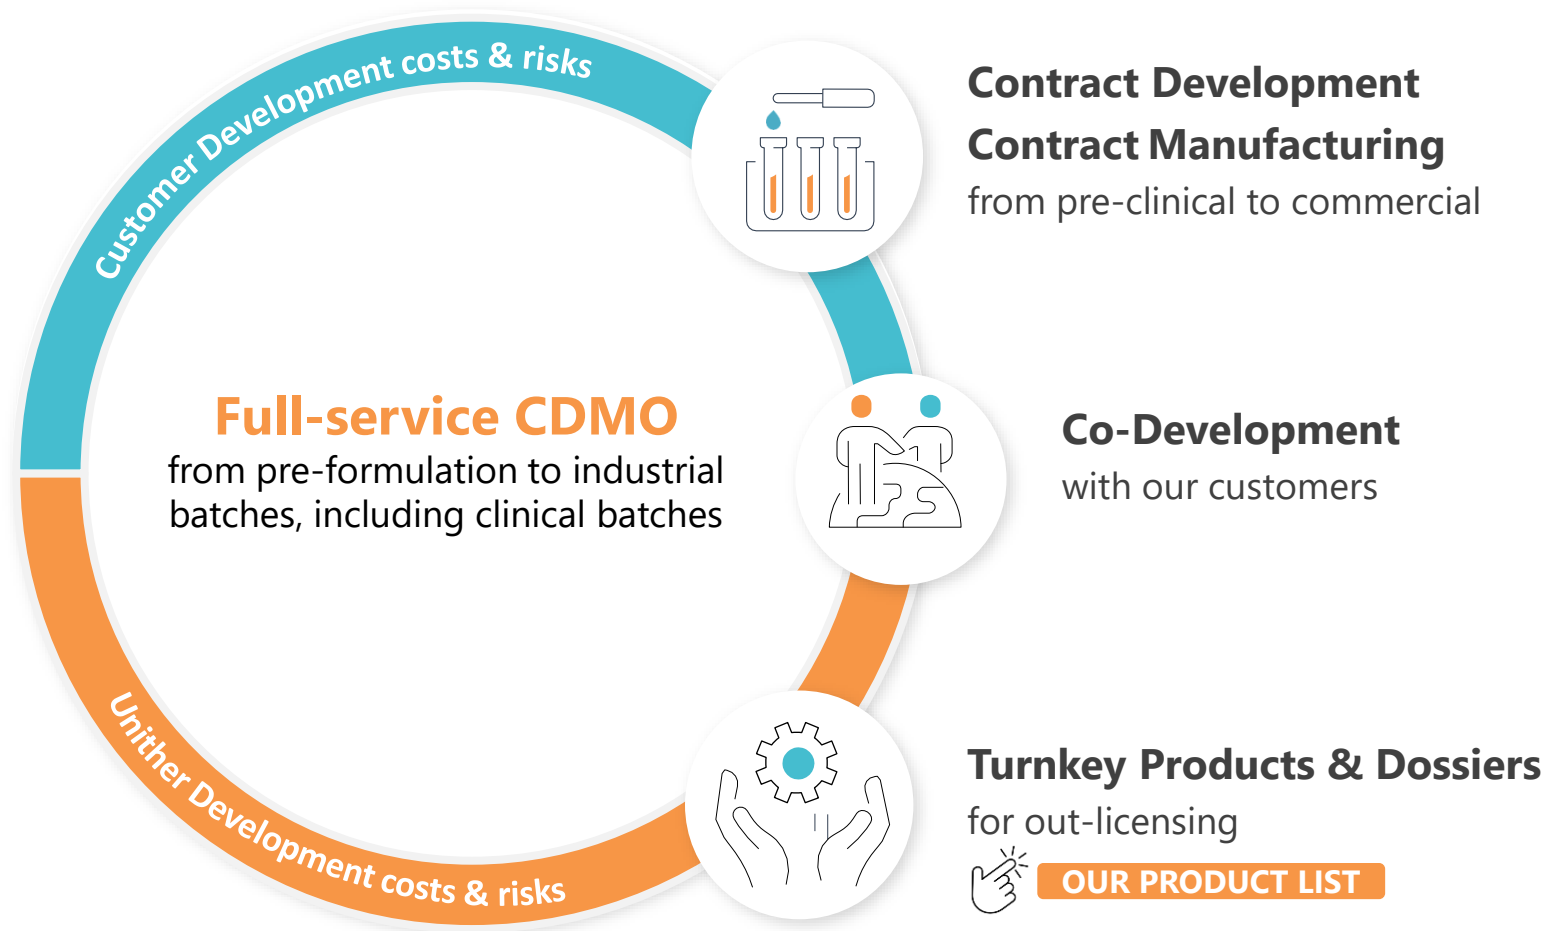 Customer Development costs & risks
Contract Development
Contract Manufacturing
from pre-clinical to commercial
Full-service CDMO
from pre-formulation to industrial
batches, including clinical batches
Co-Development
with our customers
Unither Development costs & risks
Turnkey Products & Dossiers
for out-licensing
OUR PRODUCT LIST